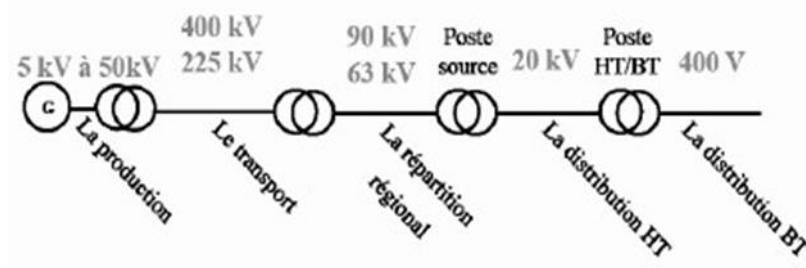 400 kV
225 kV
90 kV
63 kV
Poste
source
20 kV
Poste
HT/BT
400 V
5 kV à 50kV
G
La production
Le transport
La répartition
régional
La distribution HT
La distribution BT